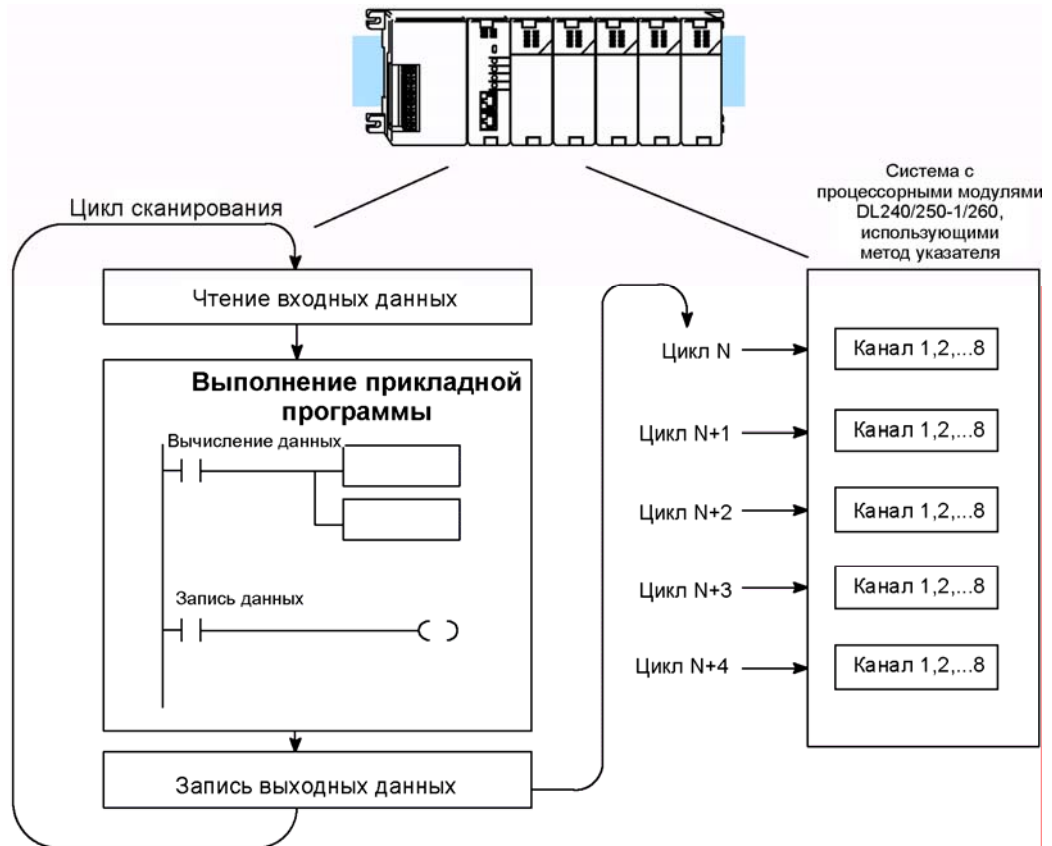 Система с
процессорными модулями
DL240/250-1/260,
использующими
метод указателя
Цикл сканирования
Чтение входных данных
Выполнение прикладной
программы
Вычисление данных
Запись данных
Запись выходных данных
Цикл N
Канал 1,2,...8
Цикл N+1
Канал 1,2,...8
Цикл N+2
Канал 1,2,...8
Цикл N+3
Канал 1,2,...8
Цикл N+4
Канал 1,2,...8